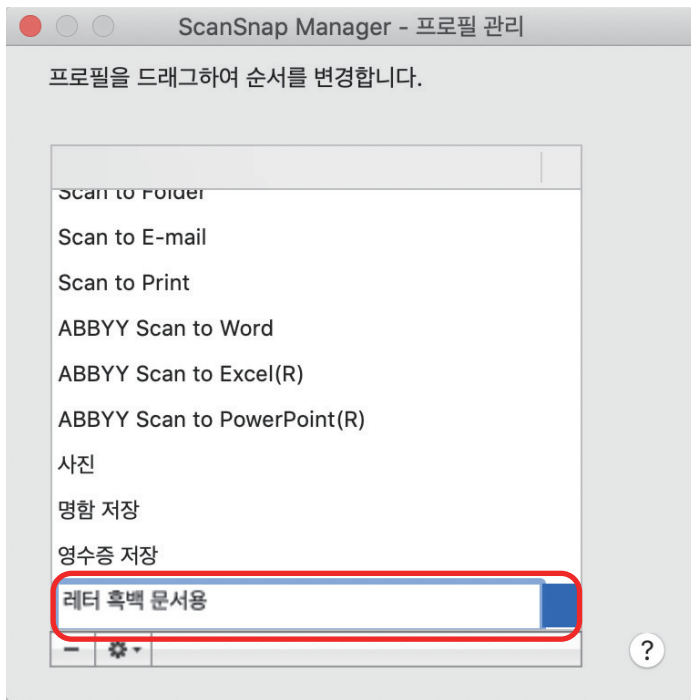 ScanSnap Manager - 프로필 관리
프로필을 드래그하여 순서를 변경합니다.
Scan to Folder
Scan to E-mail
Scan to Print
ABBYY Scan to Word
ABBYY Scan to Excel(R)
ABBYY Scan to PowerPoint(R)
사진
명함 저장
영수증 저장
레터 흑백 문서용
?